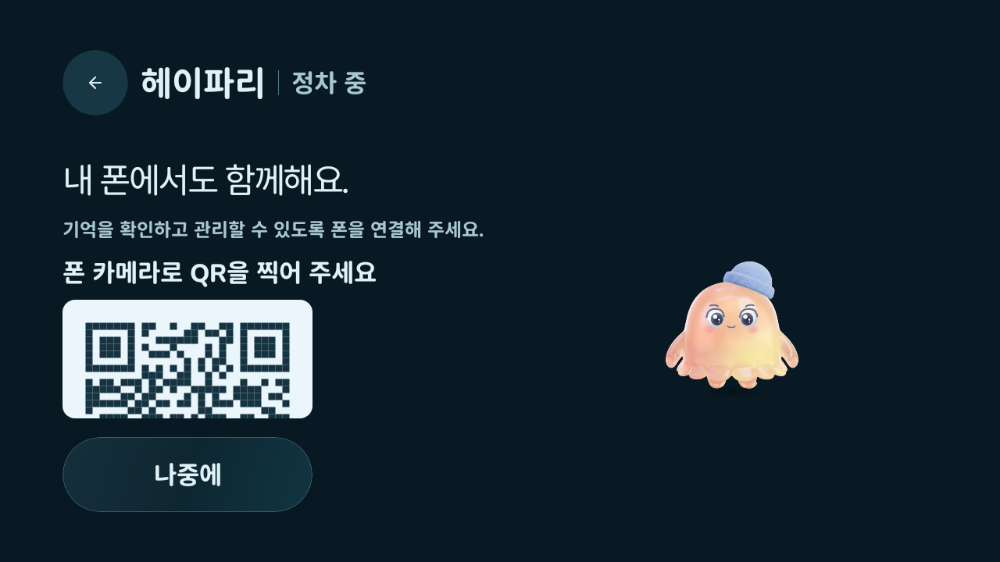 헤이파리 | 정차 중
내 폰에서도 함께해요.
기억을 확인하고 관리할 수 있도록 폰을 연결해 주세요.
폰 카메라로 QR을 찍어 주세요
나중에